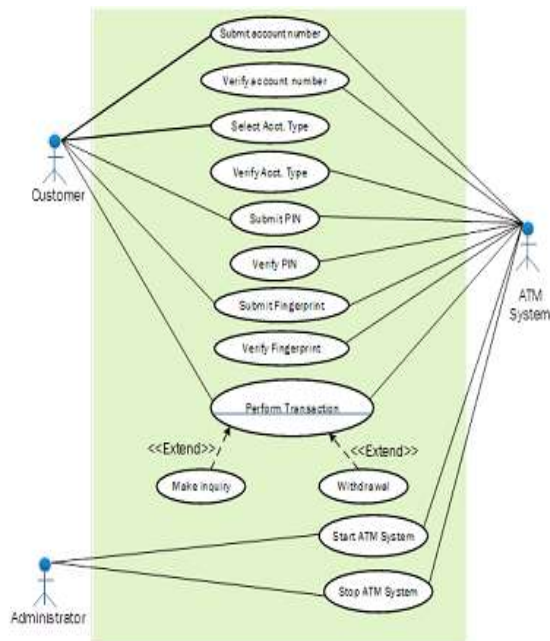 Submit account number
Verify account number
Select Acct. Type
Customer
Verify Acct. Type
Submit PIN
Verify PIN
ATM
System
Submit Fingerprint
Verify Fingerprint
Perform Transaction
<<Extend>>
<<Extend>>
Make inquiry
Withdrawal
Start ATM System
Stop ATM System
Administrator